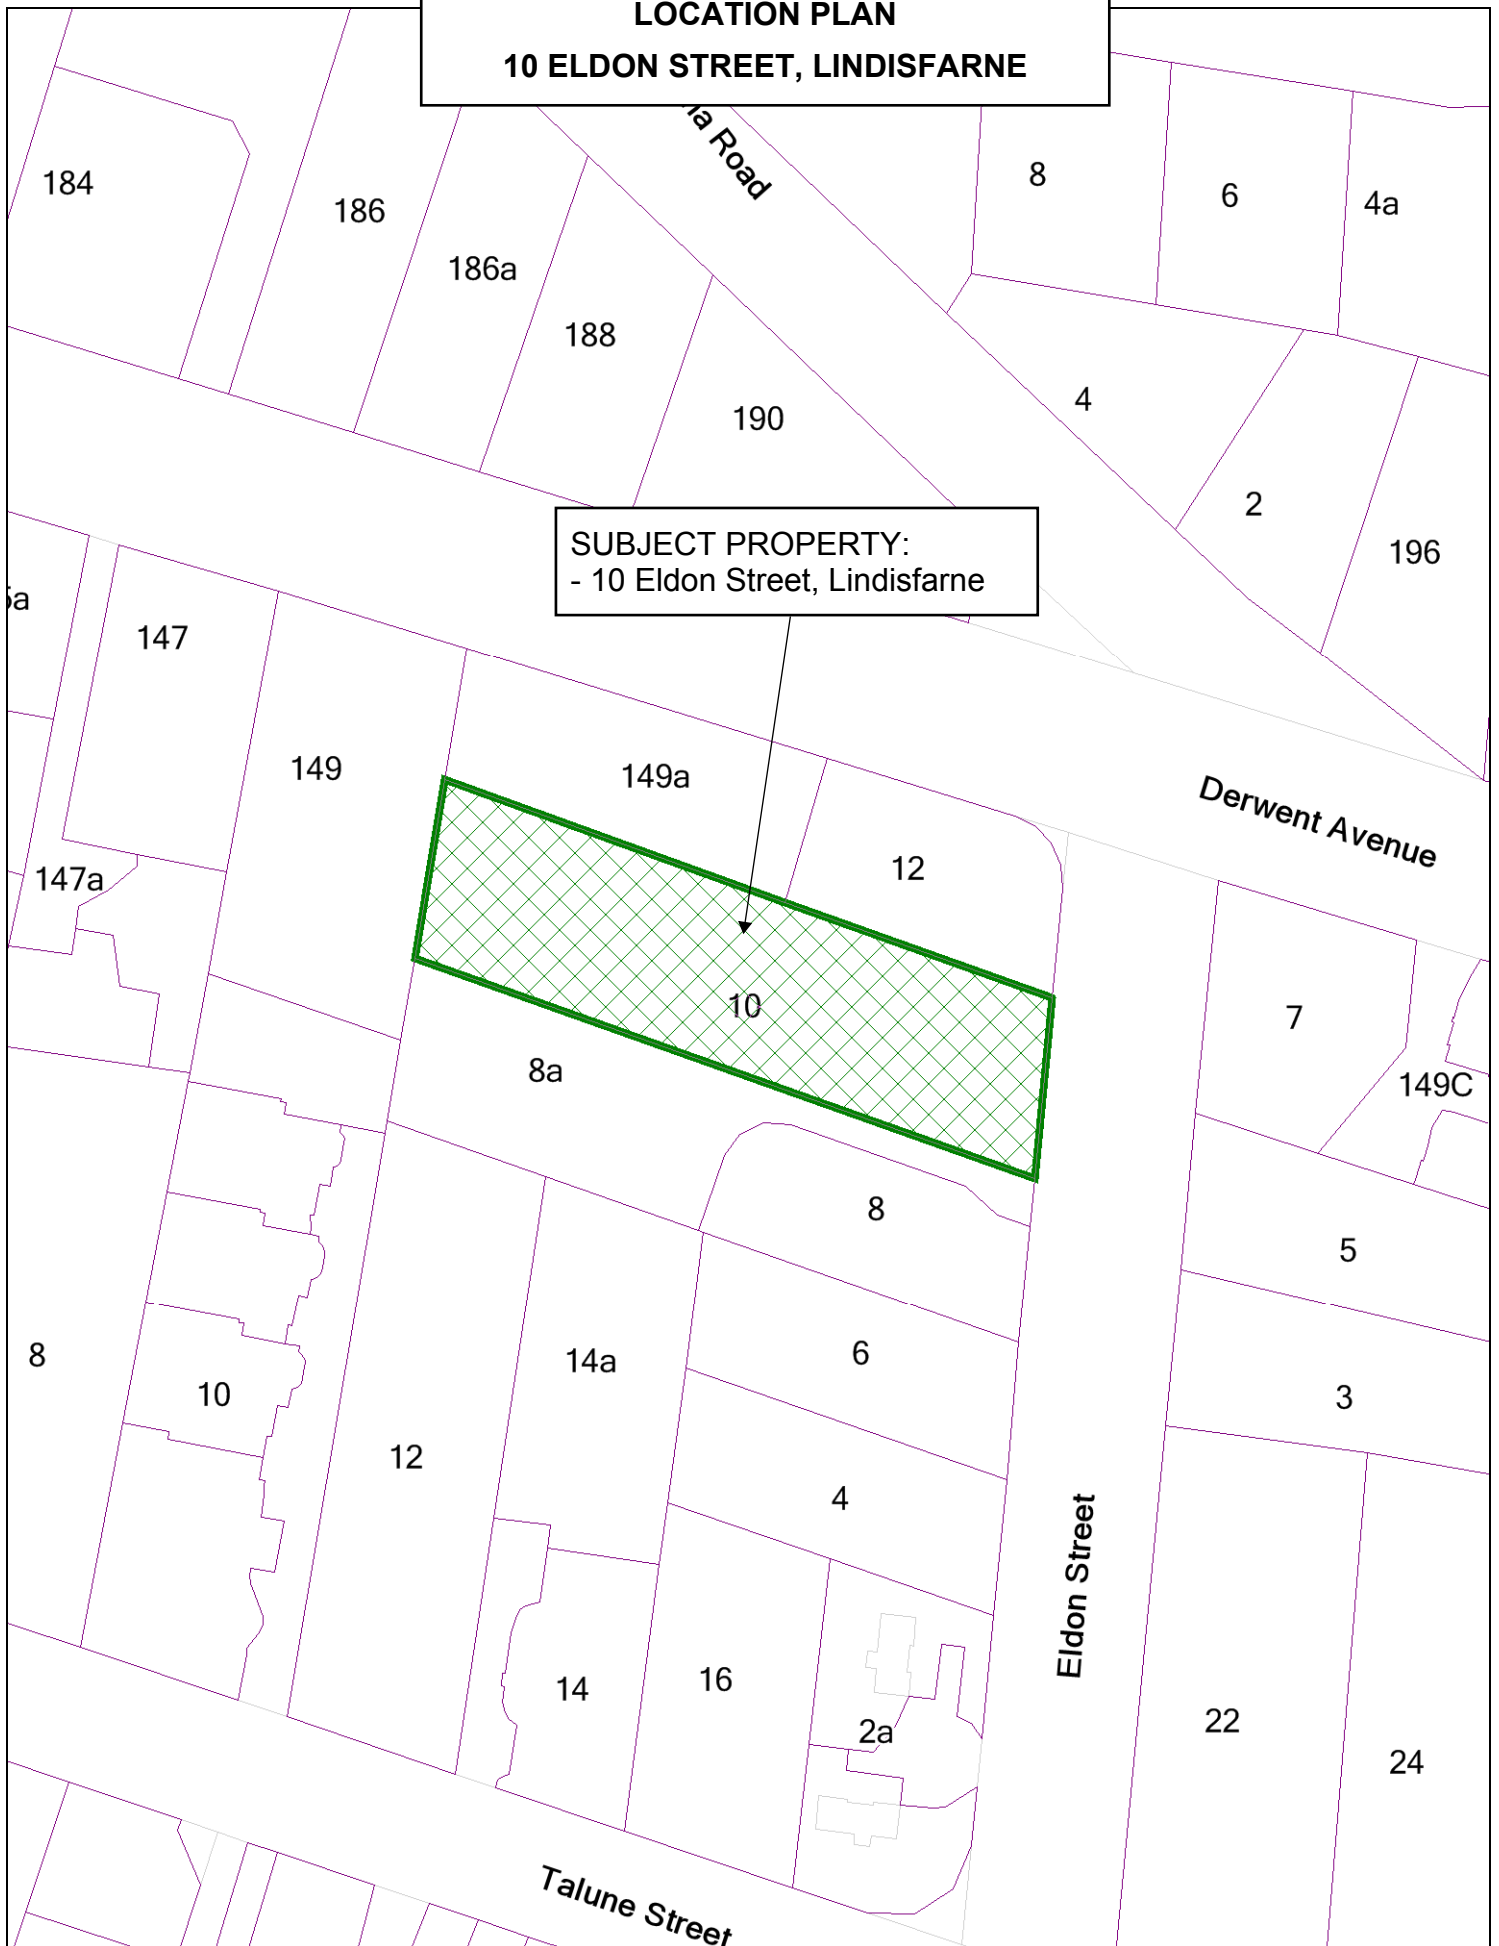 LOCATION PLAN
10 ELDON STREET, LINDISFARNE
Road
8
6
4a
184
186
186a
188
190
4
2
196
SUBJECT PROPERTY:
- 10 Eldon Street, Lindisfarne
147
149
149a
Derwent Avenue
12
147a
10
7
8a
149C
8
5
8
14a
6
3
10
12
4
Eldon Street
14
16
2a
22
24
Talune Street